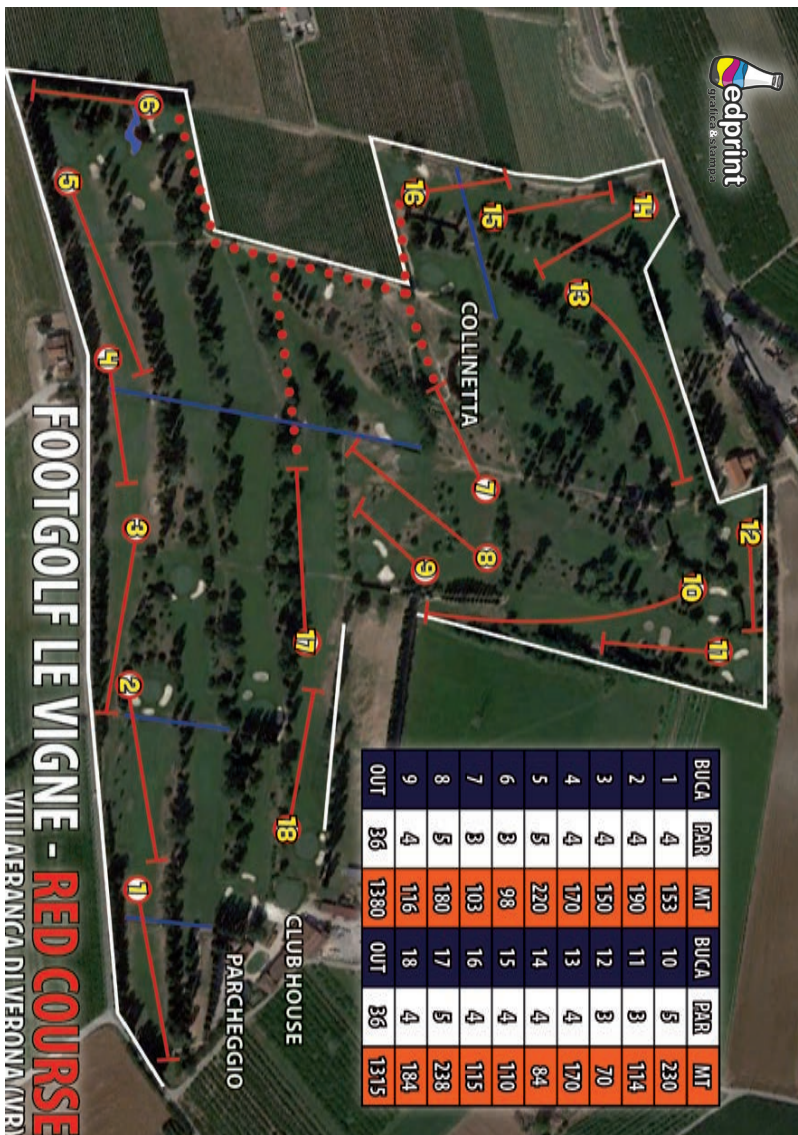 edprint
grafica & stampa
6
5
4
3
2
1
16
15
14
13
12
11
10
7
8
9
17
18
COLLINETTA
CLUB HOUSE
PARCHEGGIO
BUCA PAR MT BUCA PAR MT
1 4 153 10 5 230
2 4 190 11 3 114
3 4 150 12 3 70
4 4 170 13 4 170
5 5 220 14 4 84
6 3 98 15 4 110
7 3 103 16 4 115
8 5 180 17 5 238
9 4 116 18 4 184
OUT 36 1380 OUT 36 1315
FOOTGOLF LE VIGNE - RED COURSE
VILLAFRANCA DI VERONA (VR)